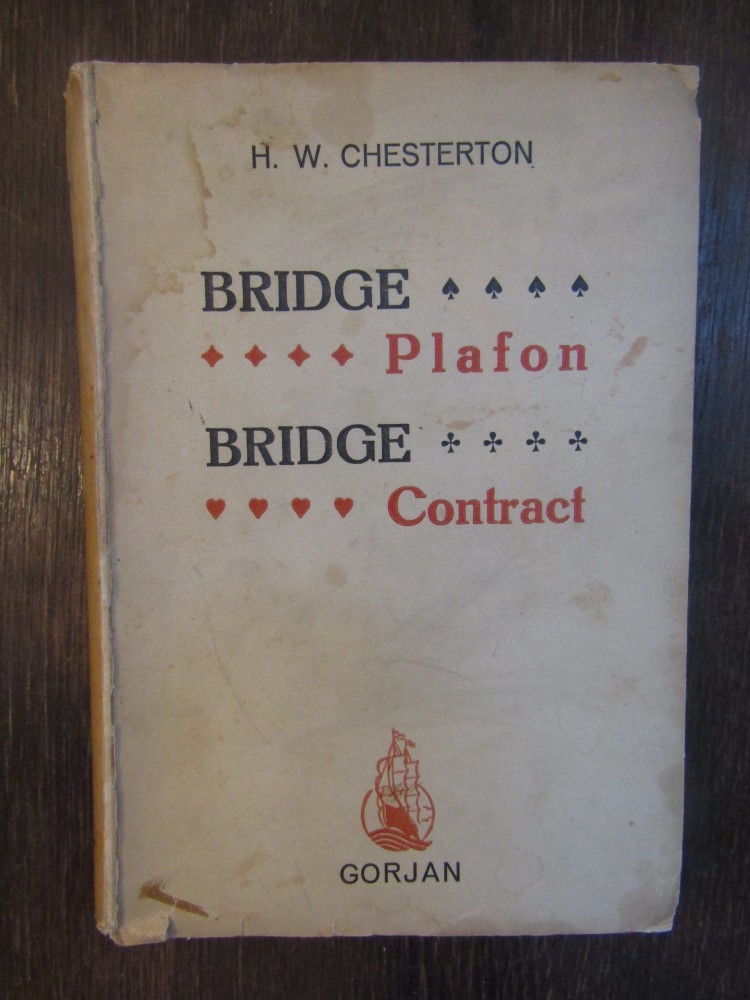 H. W. CHESTERTON
BRIDGE ♠ ♠ ♠ ♠
♦ ♦ ♦ ♦ Plafon
BRIDGE ♣ ♣ ♣ ♣
♥ ♥ ♥ ♥ Contract
GORJAN